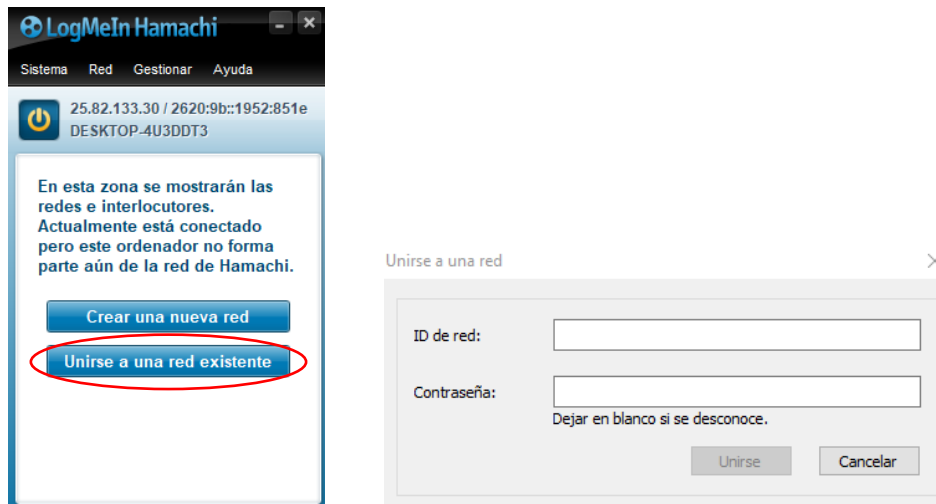 LogMeIn Hamachi
Sistema Red Gestionar Ayuda
25.82.133.30 / 2620:9b::1952:851e
DESKTOP-4U3DDT3
En esta zona se mostrarán las
redes e interlocutores.
Actualmente está conectado
pero este ordenador no forma
parte aún de la red de Hamachi.
Crear una nueva red
Unirse a una red existente
Unirse a una red
ID de red:
Contraseña:
Dejar en blanco si se desconoce.
Unirse Cancelar